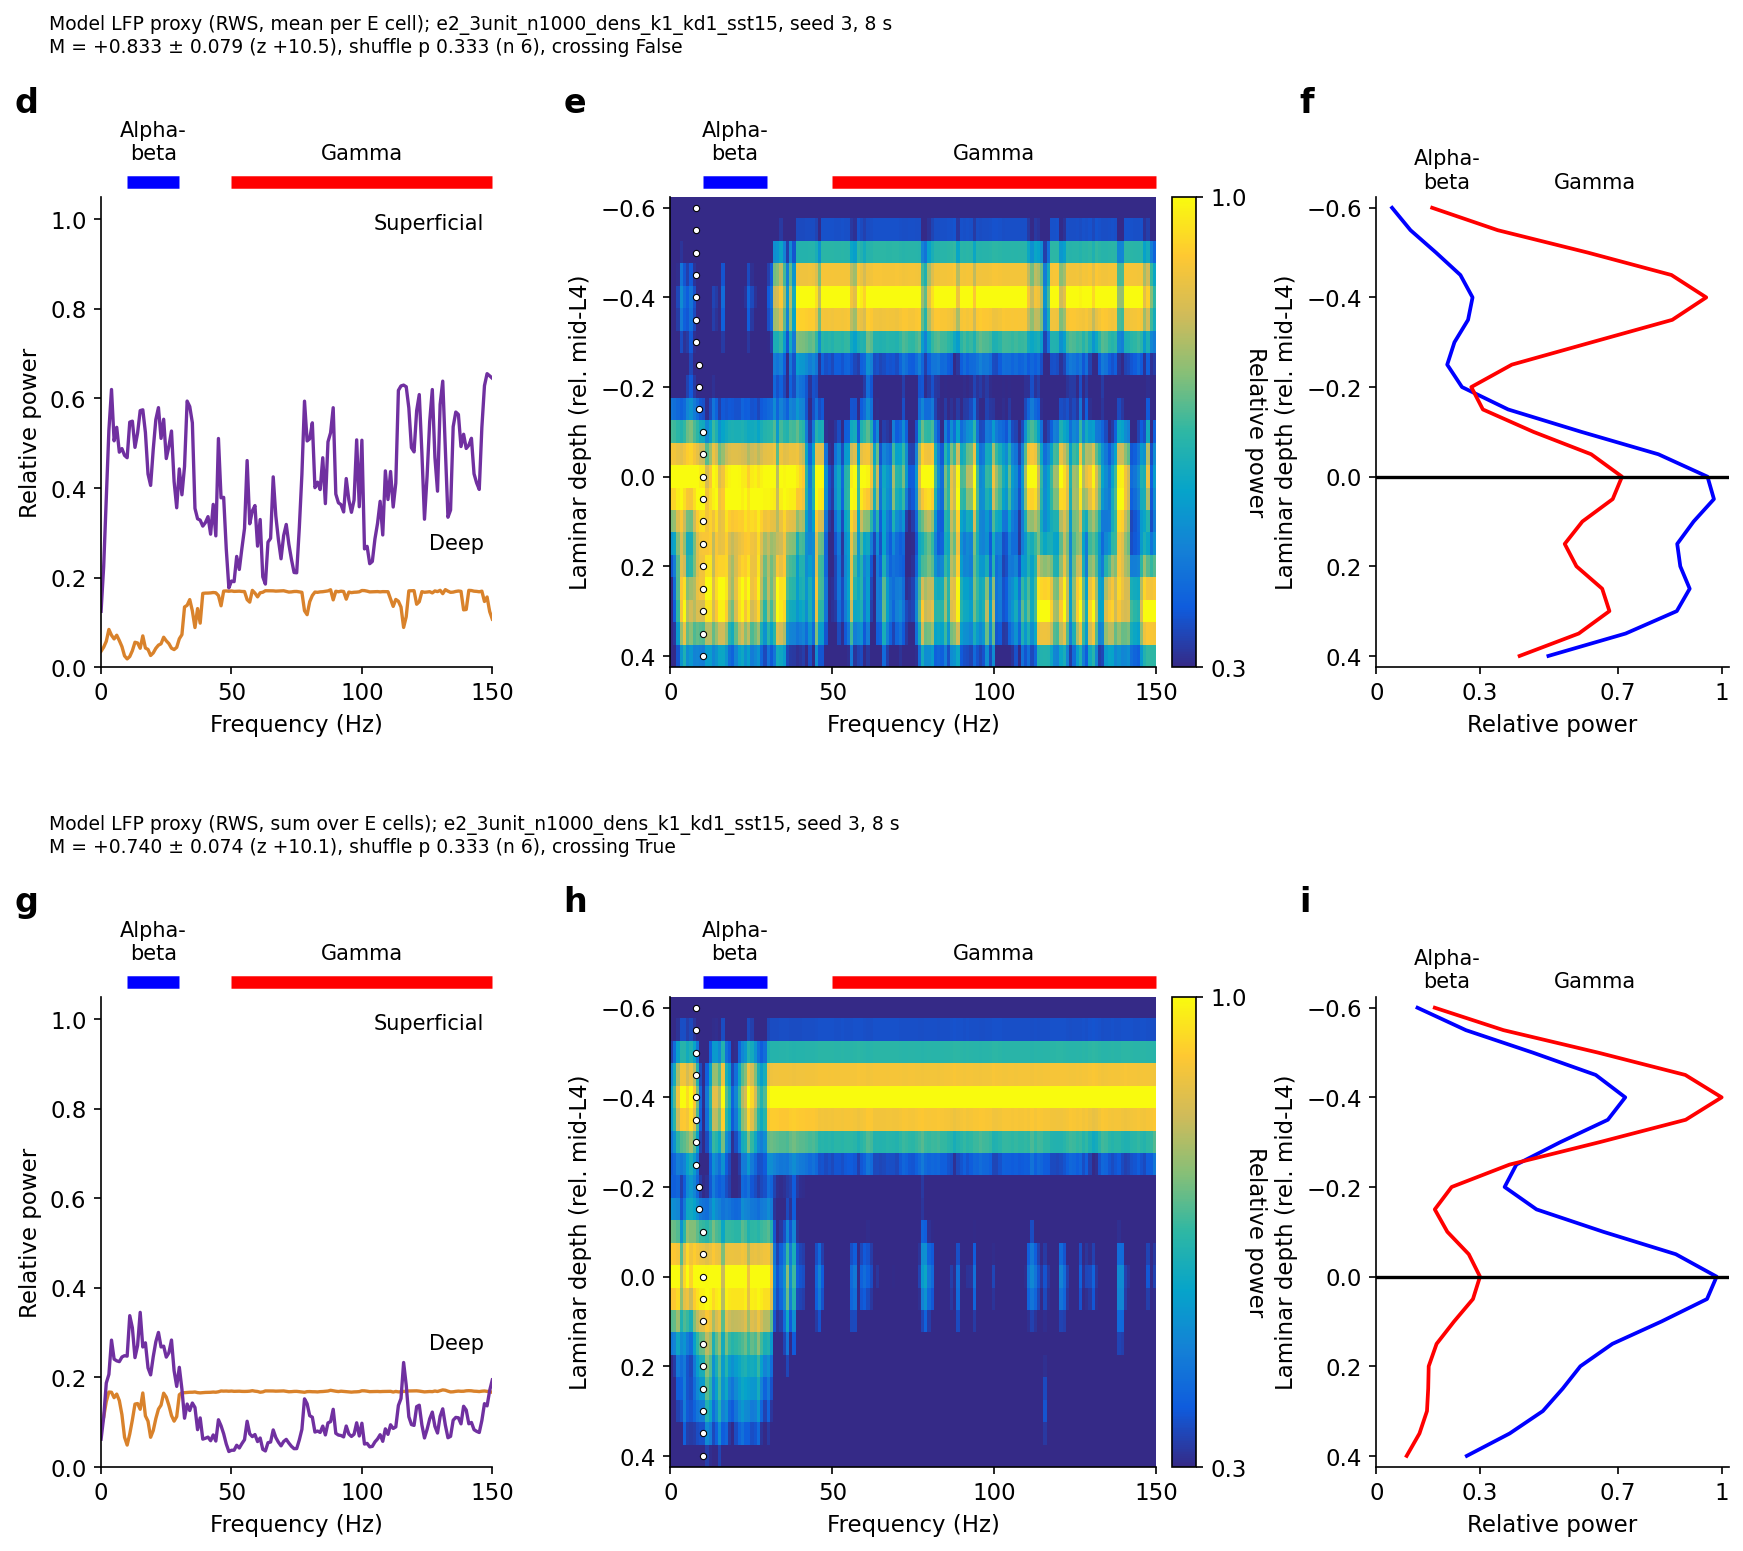 Model LFP proxy (RWS, mean per E cell); e2_3unit_n1000_dens_k1_kd1_sst15, seed 3, 8 s
M = +0.833 ± 0.079 (z +10.5), shuffle p 0.333 (n 6), crossing False
d
Alpha-
beta
Gamma
Superficial
Deep
Relative power
1.0
0.8
0.6
0.4
0.2
0.0
0
50
100
150
Frequency (Hz)
e
Alpha-
beta
Gamma
Laminar depth (rel. mid-L4)
−0.6
−0.4
−0.2
0.0
0.2
0.4
0
50
100
150
Frequency (Hz)
1.0
0.3
Relative power
f
Alpha-
beta
Gamma
Laminar depth (rel. mid-L4)
−0.6
−0.4
−0.2
0.0
0.2
0.4
0
0.3
0.7
1
Relative power
Model LFP proxy (RWS, sum over E cells); e2_3unit_n1000_dens_k1_kd1_sst15, seed 3, 8 s
M = +0.740 ± 0.074 (z +10.1), shuffle p 0.333 (n 6), crossing True
g
Alpha-
beta
Gamma
Superficial
Deep
Relative power
1.0
0.8
0.6
0.4
0.2
0.0
0
50
100
150
Frequency (Hz)
h
Alpha-
beta
Gamma
Laminar depth (rel. mid-L4)
−0.6
−0.4
−0.2
0.0
0.2
0.4
0
50
100
150
Frequency (Hz)
1.0
0.3
Relative power
i
Alpha-
beta
Gamma
Laminar depth (rel. mid-L4)
−0.6
−0.4
−0.2
0.0
0.2
0.4
0
0.3
0.7
1
Relative power